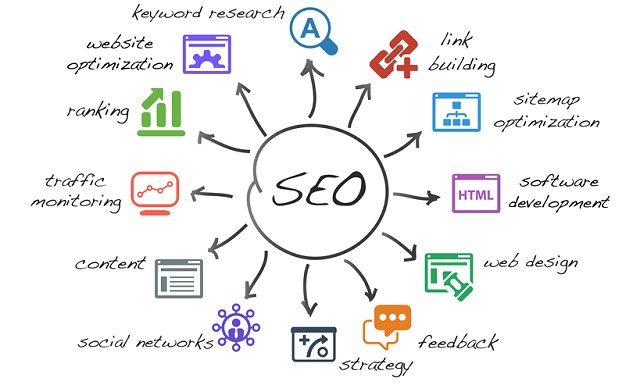 keyword research
A
website
optimization
link
building
ranking
sitemap
optimization
traffic
monitoring
SEO
HTML
software
development
content
web design
social networks
strategy
feedback